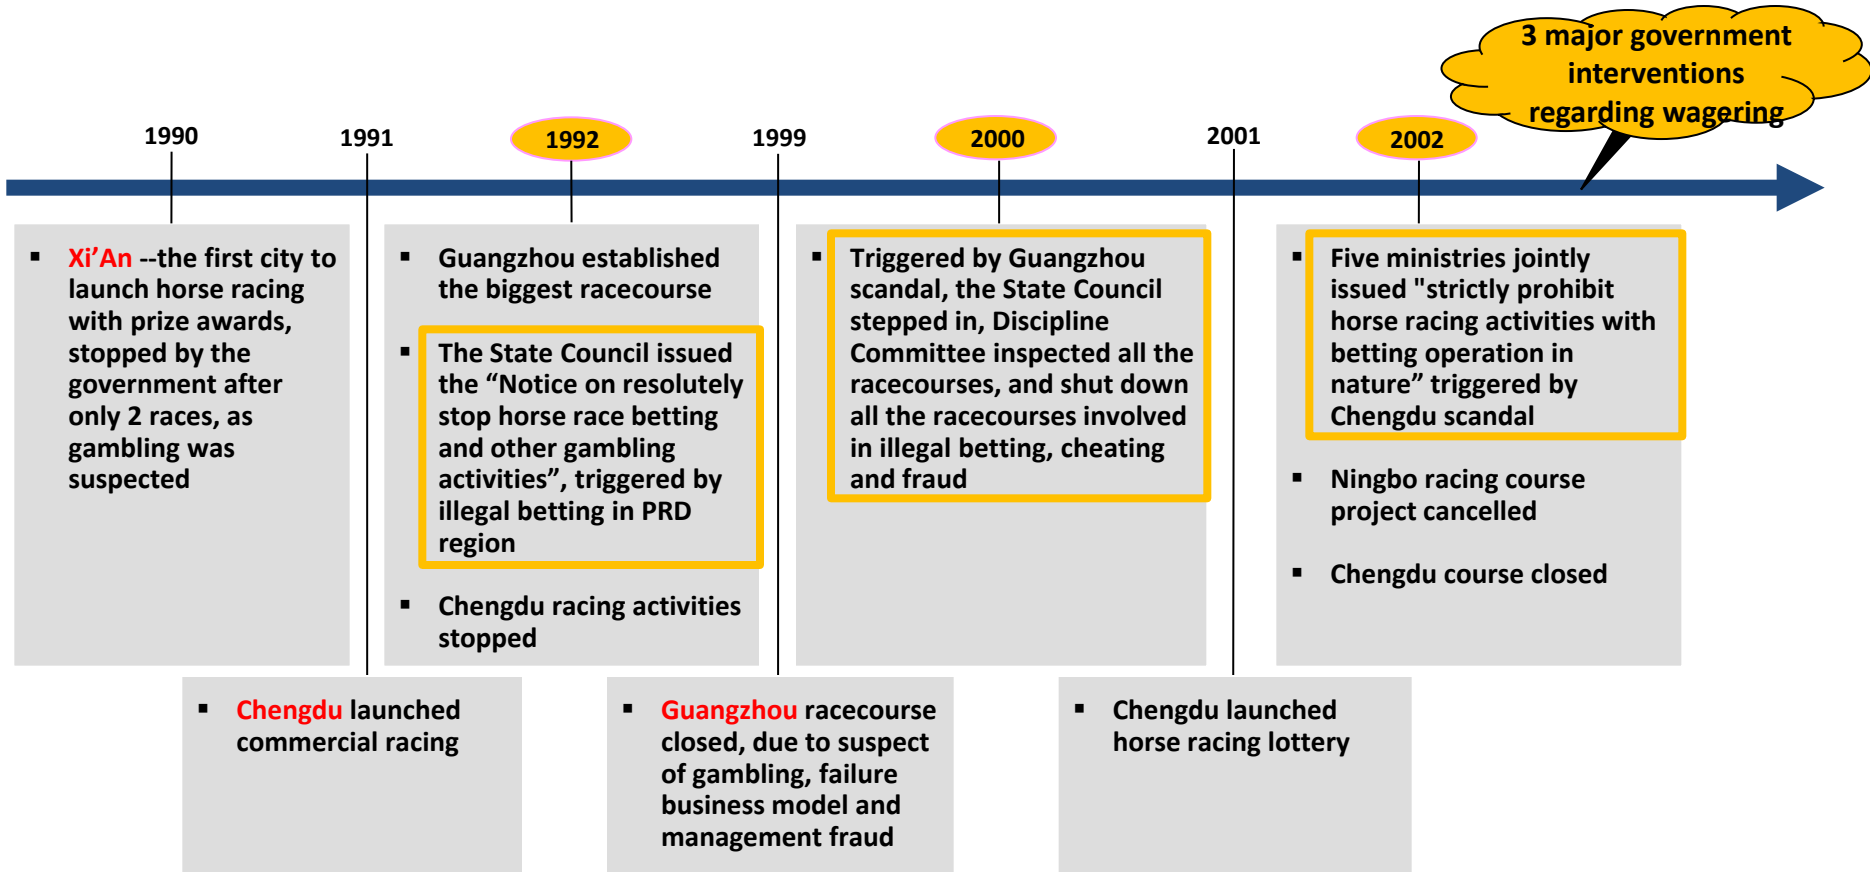 3 major government
interventions
regarding wagering
1990
1991
1992
1999
2000
2001
2002
▪ Xi’An --the first city to
launch horse racing
with prize awards,
stopped by the
government after
only 2 races, as
gambling was
suspected
▪ Chengdu launched
commercial racing
▪ Guangzhou established
the biggest racecourse
▪ The State Council issued
the “Notice on resolutely
stop horse race betting
and other gambling
activities”, triggered by
illegal betting in PRD
region
▪ Chengdu racing activities
stopped
▪ Guangzhou racecourse
closed, due to suspect
of gambling, failure
business model and
management fraud
▪ Triggered by Guangzhou
scandal, the State Council
stepped in, Discipline
Committee inspected all the
racecourses, and shut down
all the racecourses involved
in illegal betting, cheating
and fraud
▪ Chengdu launched
horse racing lottery
▪ Five ministries jointly
issued "strictly prohibit
horse racing activities with
betting operation in
nature” triggered by
Chengdu scandal
▪ Ningbo racing course
project cancelled
▪ Chengdu course closed